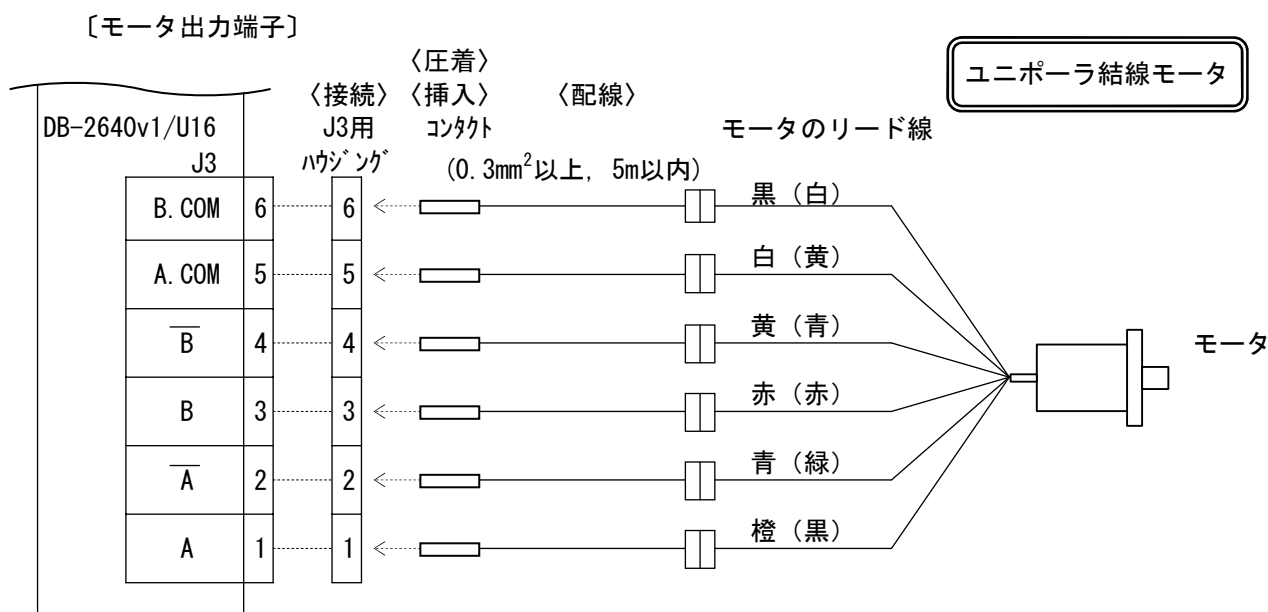 〔モータ出力端子〕
ユニポーラ結線モータ
〈圧着〉
〈接続〉 〈挿入〉 〈配線〉
DB-2640v1/U16 J3用 ｺﾝﾀｸﾄ モータのリード線
J3 ﾊｳｼﾞﾝｸﾞ (0.3mm²以上, 5m以内)
B.COM 6 6 黒（白）
A.COM 5 5 白（黄）
B̅ 4 4 黄（青）
モータ
B 3 3 赤（赤）
A̅ 2 2 青（緑）
A 1 1 橙（黒）